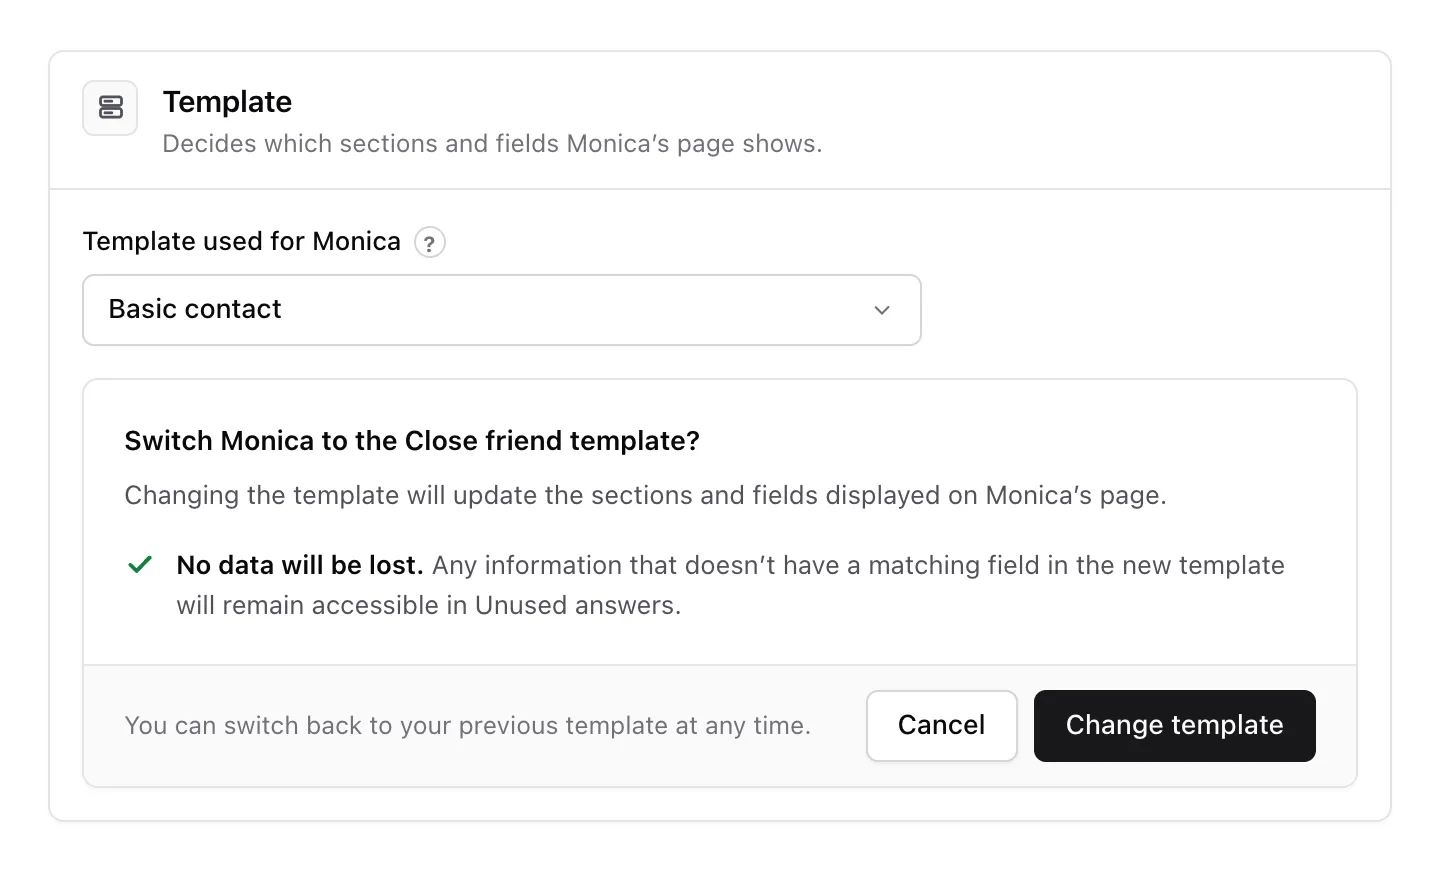 Template
Decides which sections and fields Monica’s page shows.
Template used for Monica ?
Basic contact
Switch Monica to the Close friend template?
Changing the template will update the sections and fields displayed on Monica’s page.
No data will be lost. Any information that doesn’t have a matching field in the new template
will remain accessible in Unused answers.
You can switch back to your previous template at any time.
Cancel
Change template